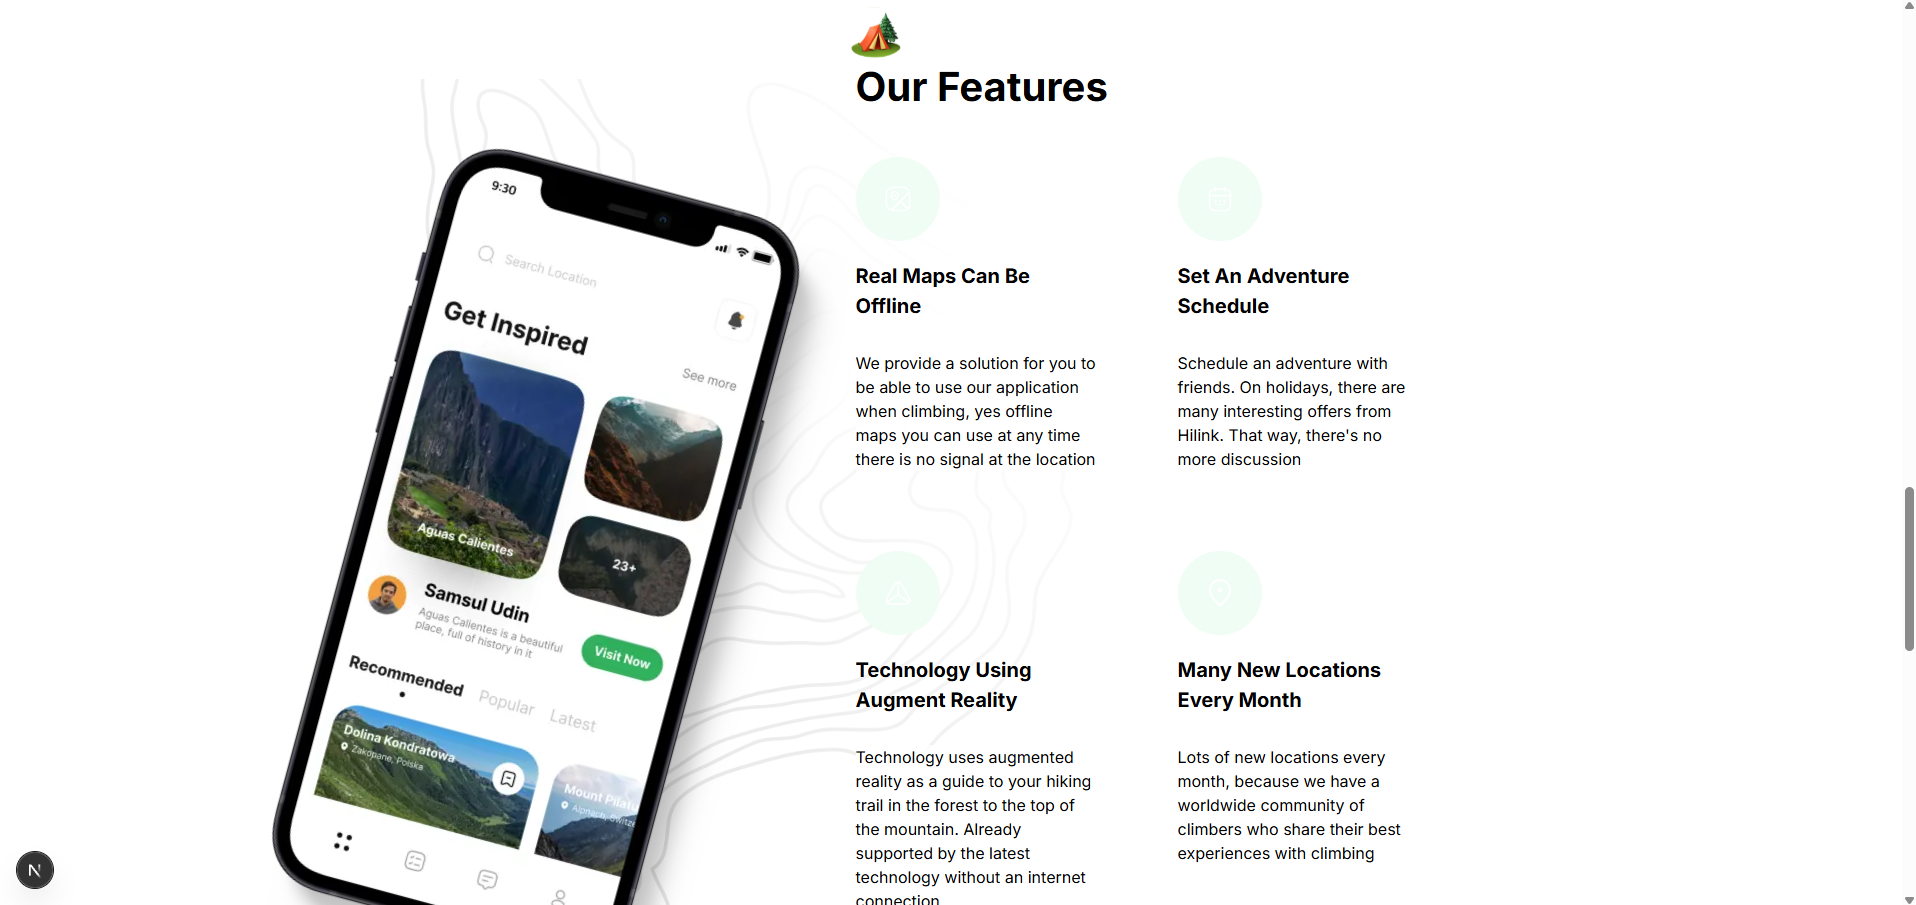 Our Features
9:30
Search Location
Get Inspired
See more
Aguas Calientes
23+
Samsul Udin
Aguas Calientes is a beautiful
place, full of history in it
Visit Now
Recommended
Popular
Latest
Dolina Kondratowa
Zakopane, Polska
Mount
N
Real Maps Can Be
Offline
We provide a solution for you to
be able to use our application
when climbing, yes offline
maps you can use at any time
there is no signal at the location
Set An Adventure
Schedule
Schedule an adventure with
friends. On holidays, there are
many interesting offers from
Hilink. That way, there's no
more discussion
Technology Using
Augment Reality
Technology uses augmented
reality as a guide to your hiking
trail in the forest to the top of
the mountain. Already
supported by the latest
technology without an internet
connection
Many New Locations
Every Month
Lots of new locations every
month, because we have a
worldwide community of
climbers who share their best
experiences with climbing